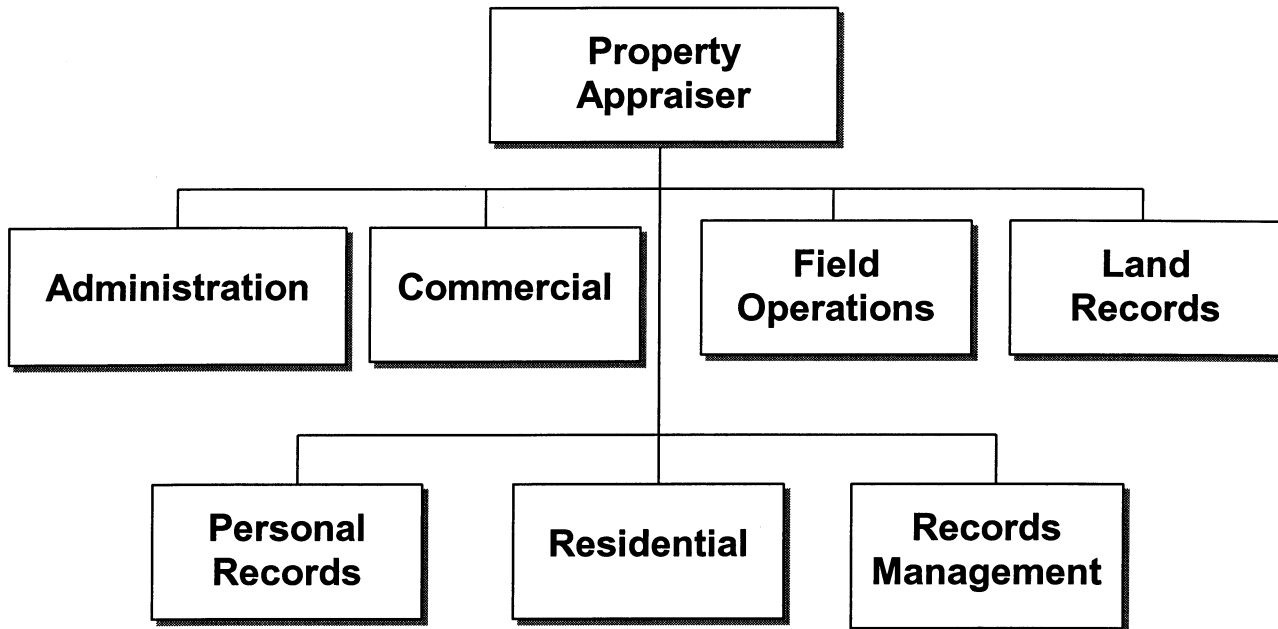 Property
Appraiser
Administration
Commercial
Field
Operations
Land
Records
Personal
Records
Residential
Records
Management